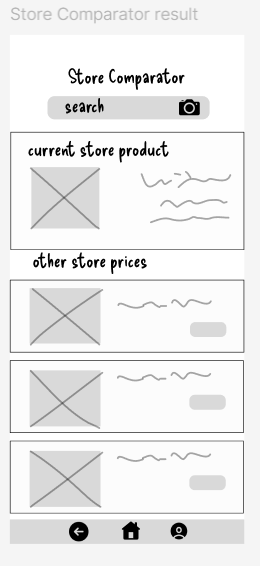 Store Comparator result
Store Comparator
search
current store product
other store prices